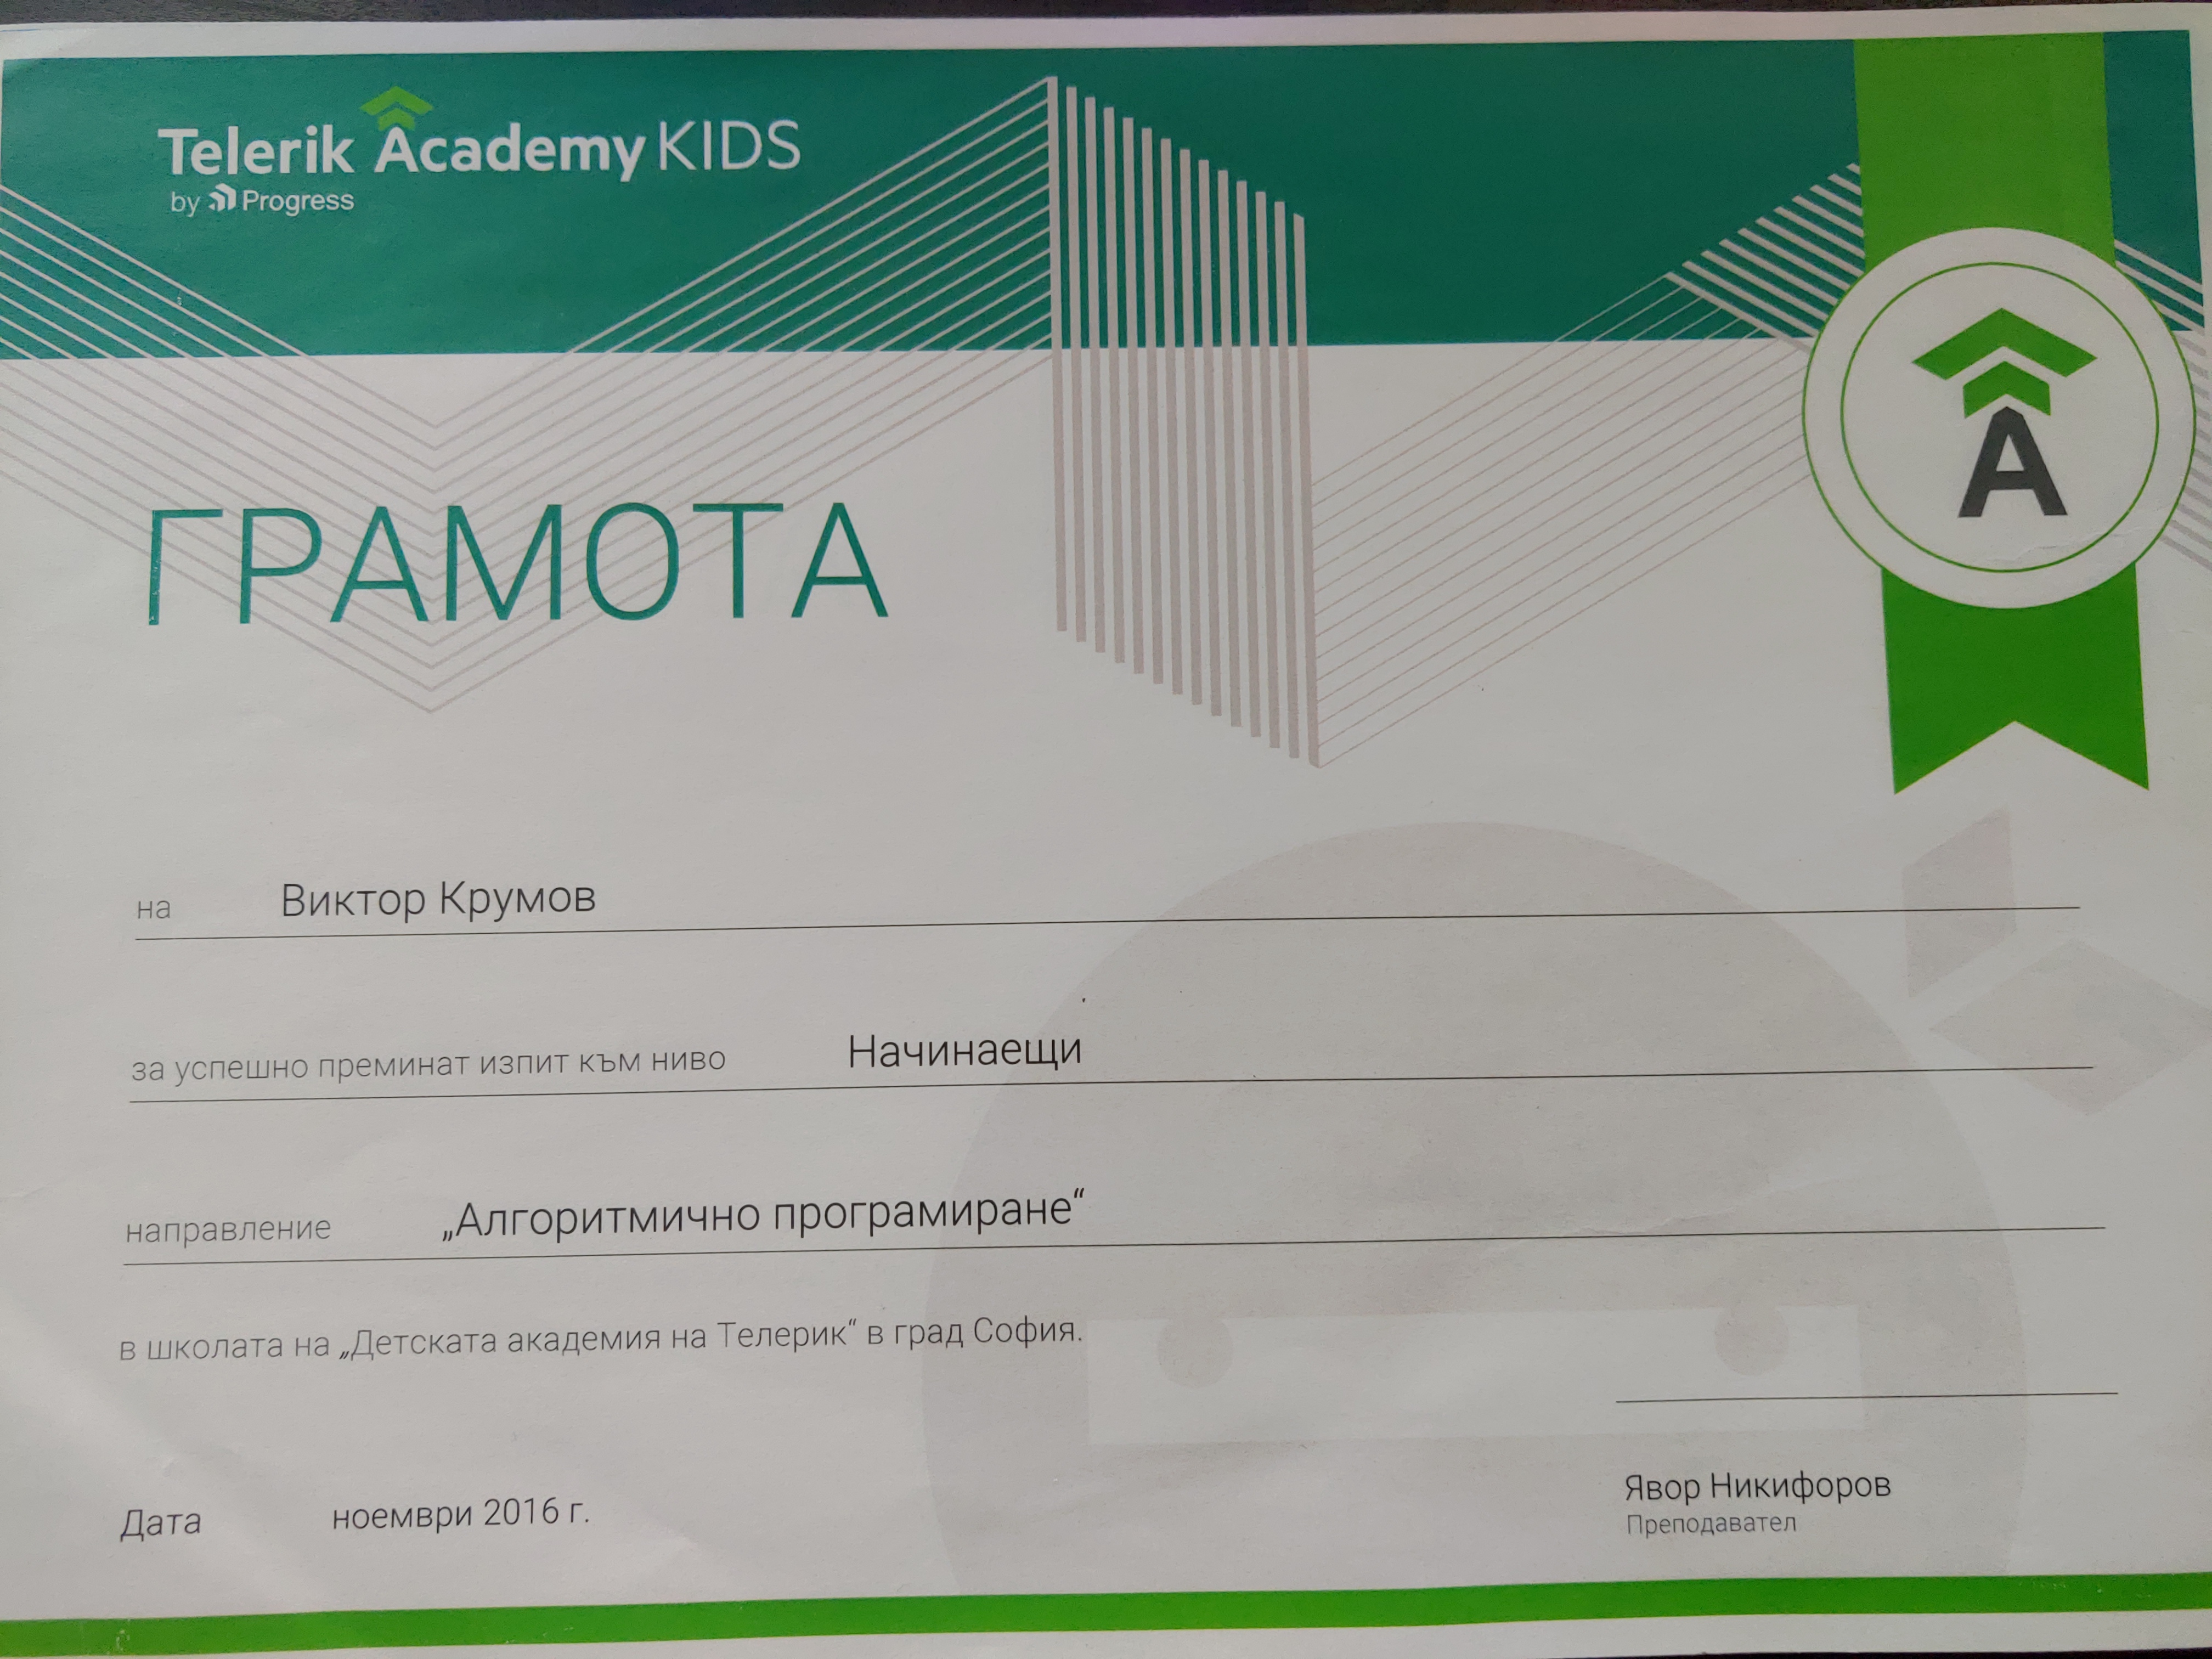 Telerik Academy KIDS
by Progress
A
ГРАМОТА
на Виктор Крумов
за успешно преминат изпит към ниво Начинаещи
направление „Алгоритмично програмиране“
в школата на „Детската академия на Телерик“ в град София.
Дата ноември 2016 г.
Явор Никифоров
Преподавател